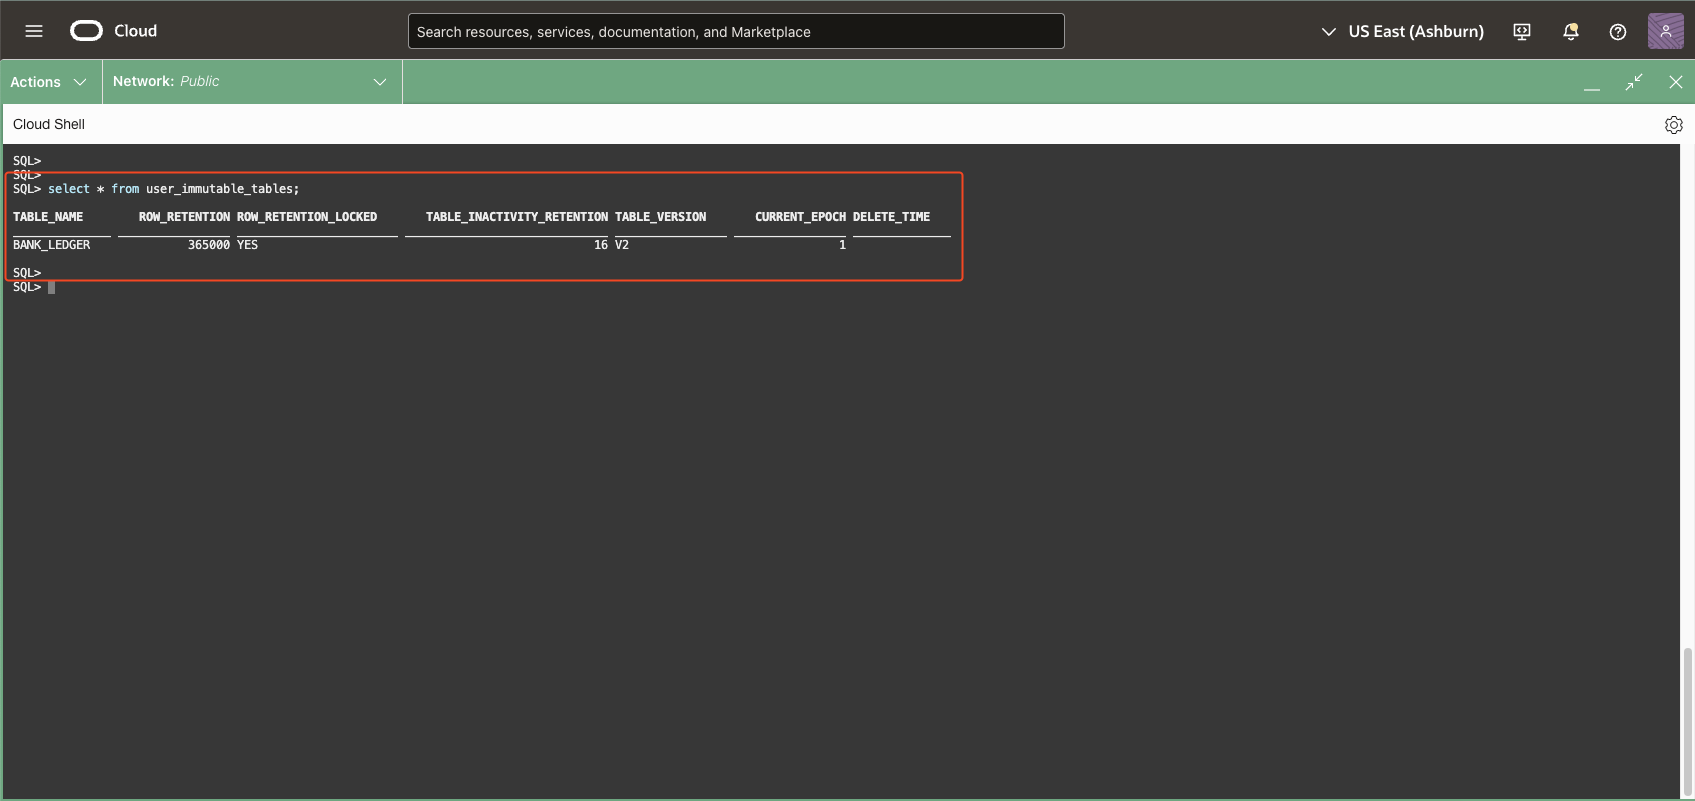 Cloud
Search resources, services, documentation, and Marketplace
US East (Ashburn)
Actions
Network: Public
Cloud Shell
SQL>
SQL>
SQL> select * from user_immutable_tables;
TABLE_NAME ROW_RETENTION ROW_RETENTION_LOCKED TABLE_INACTIVITY_RETENTION TABLE_VERSION CURRENT_EPOCH DELETE_TIME
BANK_LEDGER 365000 YES 16 V2 1
SQL>
SQL>